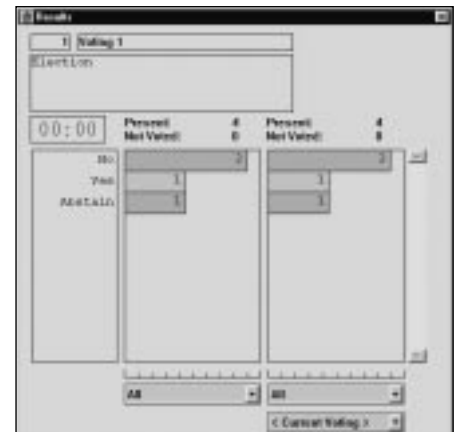 Results
1 Voting 1
Election
00:00 Present: 4 Present: 4
Not Voted: 0 Not Voted: 0
No 2 2
Yes 1 1
Abstain 1 1
All All
< Current Voting >